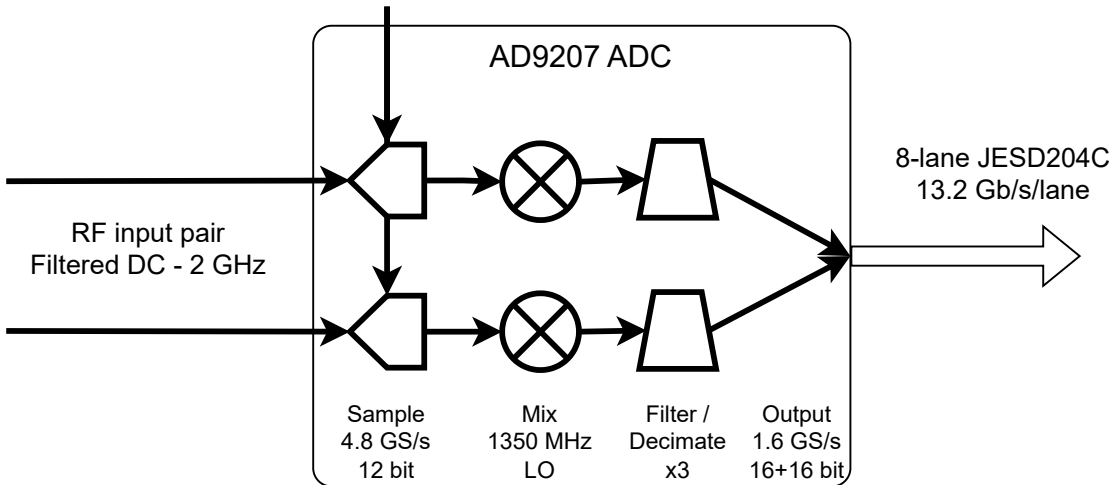 AD9207 ADC
8-lane JESD204C
13.2 Gb/s/lane
RF input pair
Filtered DC - 2 GHz
Sample
4.8 GS/s
12 bit
Mix
1350 MHz
LO
Filter /
Decimate
x3
Output
1.6 GS/s
16+16 bit